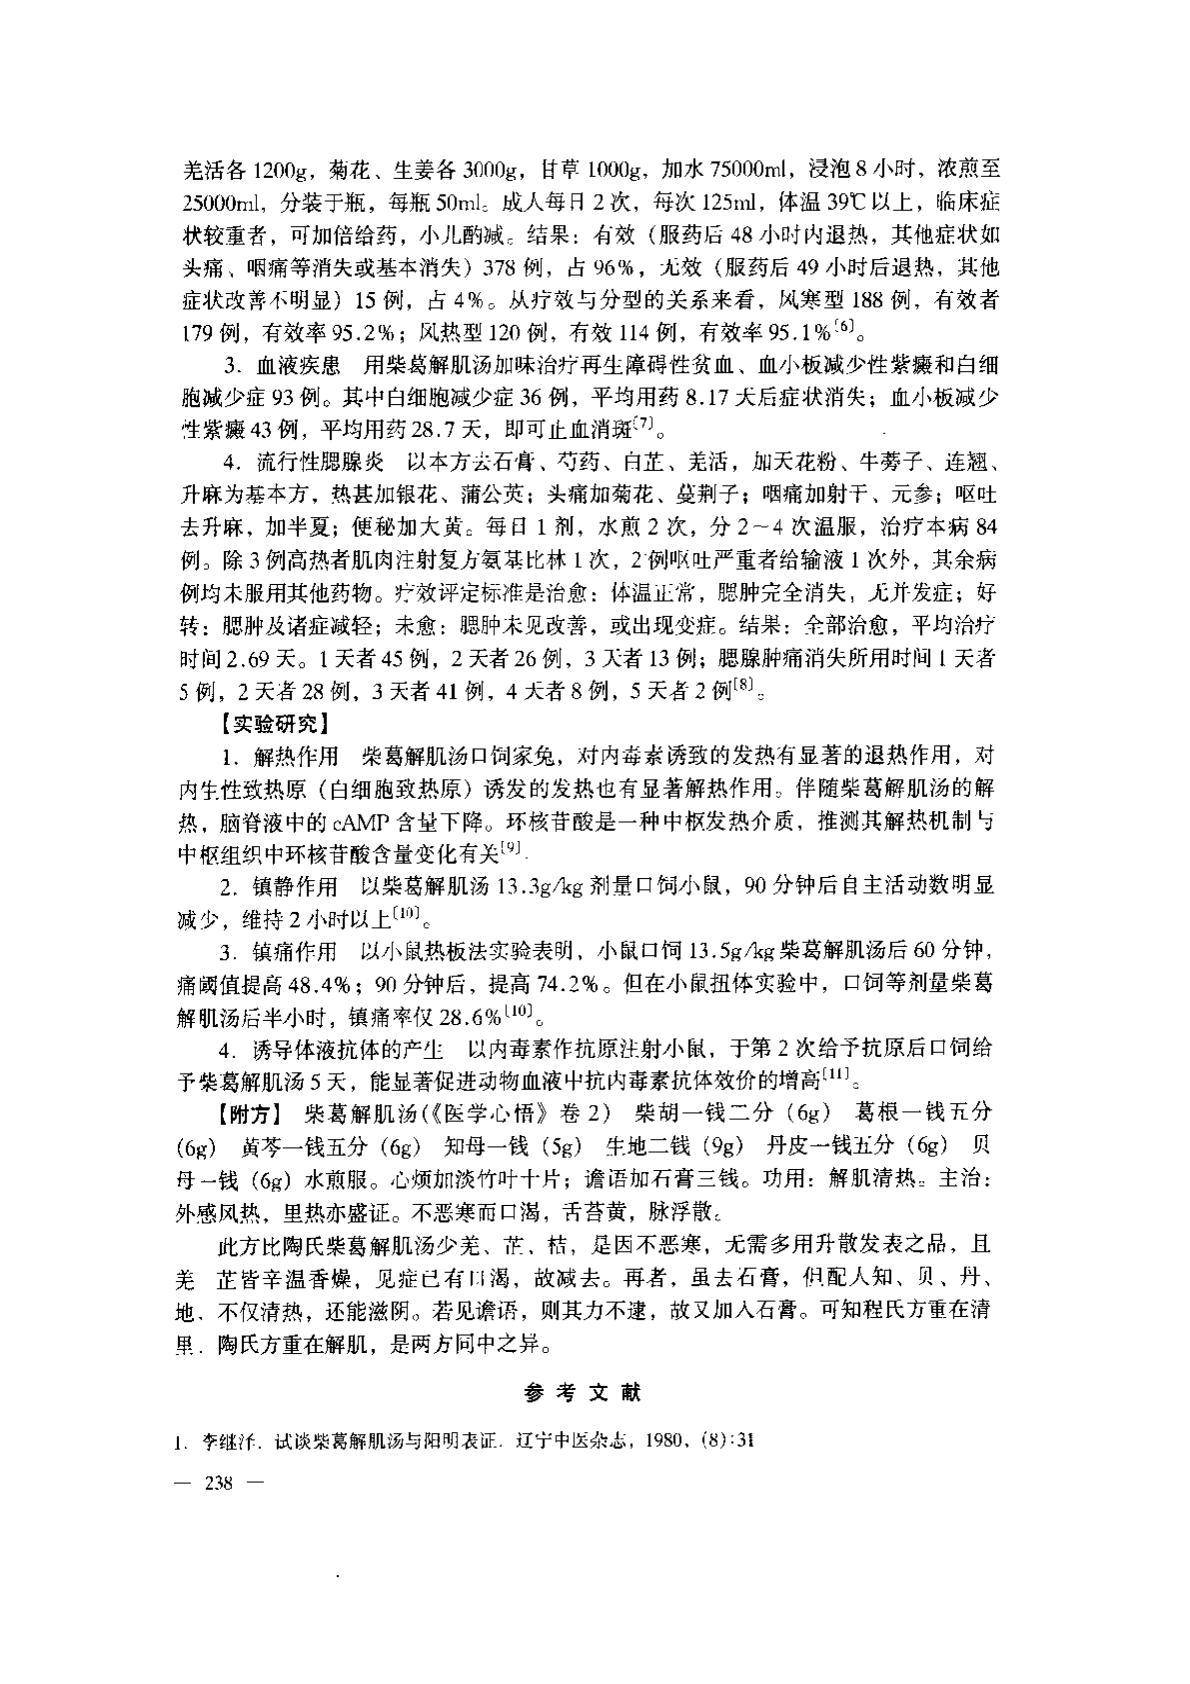 羌活各 1200g，菊花、生姜各 3000g，甘草 1000g，加水 75000ml，浸泡 8 小时，浓煎至
25000ml，分装于瓶，每瓶 50ml。成人每日 2 次，每次 125ml，体温 39℃以上，临床症
状较重者，可加倍给药，小儿酌减。结果：有效（服药后 48 小时内退热，其他症状如
头痛、咽痛等消失或基本消失）378 例，占 96%，无效（服药后 49 小时后退热，其他
症状改善不明显）15 例，占 4%。从疗效与分型的关系来看，风寒型 188 例，有效者
179 例，有效率 95.2%；风热型 120 例，有效 114 例，有效率 95.1%〔6〕。
3．血液疾患　用柴葛解肌汤加味治疗再生障碍性贫血、血小板减少性紫癜和白细
胞减少症 93 例。其中白细胞减少症 36 例，平均用药 8.17 天后症状消失；血小板减少
性紫癜 43 例，平均用药 28.7 天，即可止血消斑〔7〕。
4．流行性腮腺炎　以本方去石膏、芍药、白芷、羌活，加天花粉、牛蒡子、连翘、
升麻为基本方，热甚加银花、蒲公英；头痛加菊花、蔓荆子；咽痛加射干、元参；呕吐
去升麻，加半夏；便秘加大黄。每日 1 剂，水煎 2 次，分 2～4 次温服，治疗本病 84
例。除 3 例高热者肌肉注射复方氨基比林 1 次，2 例呕吐严重者给输液 1 次外，其余病
例均未服用其他药物。疗效评定标准是治愈：体温正常，腮肿完全消失，无并发症；好
转：腮肿及诸症减轻；未愈：腮肿未见改善，或出现变症。结果：全部治愈，平均治疗
时间 2.69 天。1 天者 45 例，2 天者 26 例，3 天者 13 例；腮腺肿痛消失所用时间 1 天者
5 例，2 天者 28 例，3 天者 41 例，4 天者 8 例，5 天者 2 例〔8〕。
【实验研究】
1．解热作用　柴葛解肌汤口饲家兔，对内毒素诱致的发热有显著的退热作用，对
内生性致热原（白细胞致热原）诱发的发热也有显著解热作用。伴随柴葛解肌汤的解
热，脑脊液中的 cAMP 含量下降。环核苷酸是一种中枢发热介质，推测其解热机制与
中枢组织中环核苷酸含量变化有关〔9〕.
2．镇静作用　以柴葛解肌汤 13.3g/kg 剂量口饲小鼠，90 分钟后自主活动数明显
减少，维持 2 小时以上〔10〕。
3．镇痛作用　以小鼠热板法实验表明，小鼠口饲 13.5g/kg 柴葛解肌汤后 60 分钟，
痛阈值提高 48.4%；90 分钟后，提高 74.2%。但在小鼠扭体实验中，口饲等剂量柴葛
解肌汤后半小时，镇痛率仅 28.6%〔10〕。
4．诱导体液抗体的产生　以内毒素作抗原注射小鼠，于第 2 次给予抗原后口饲给
予柴葛解肌汤 5 天，能显著促进动物血液中抗内毒素抗体效价的增高〔11〕。
【附方】　柴葛解肌汤(《医学心悟》卷 2)　柴胡一钱二分（6g）　葛根一钱五分
(6g)　黄芩一钱五分（6g）　知母一钱（5g）　生地二钱（9g）　丹皮一钱五分（6g）　贝
母一钱（6g）水煎服。心烦加淡竹叶十片；谵语加石膏三钱。功用：解肌清热。主治：
外感风热，里热亦盛证。不恶寒而口渴，舌苔黄，脉浮散。
此方比陶氏柴葛解肌汤少羌、芷、桔，是因不恶寒，无需多用升散发表之品，且
羌　芷皆辛温香燥，见症已有口渴，故减去。再者，虽去石膏，但配人知、贝、丹、
地．不仅清热，还能滋阴。若见谵语，则其力不逮，故又加人石膏。可知程氏方重在清
里．陶氏方重在解肌，是两方同中之异。
参 考 文 献
1．李继洋．试谈柴葛解肌汤与阳明表证．辽宁中医杂志，1980，(8):31
— 238 —